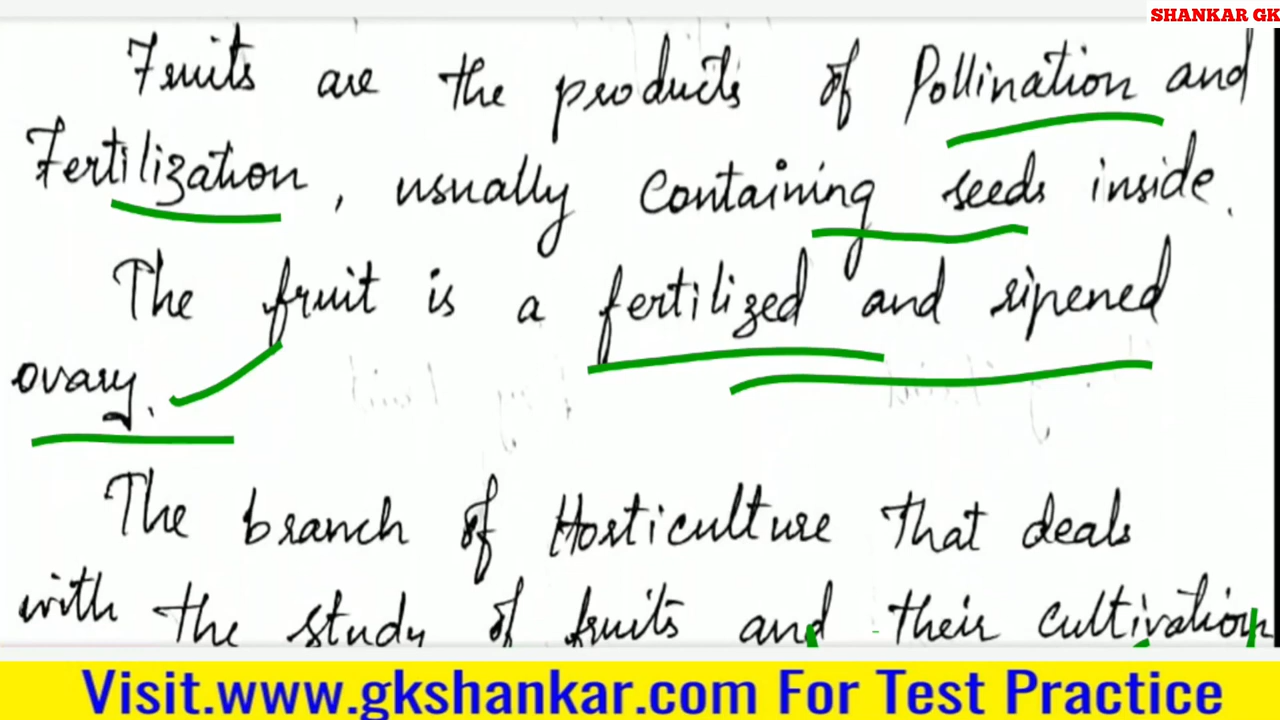 SHANKAR GK
Fruits are the products of Pollination and
Fertilization, usually containing seeds inside.
The fruit is a fertilized and ripened
ovary.
The branch of Horticulture that deals
with the study of fruits and their cultivation
Visit.www.gkshankar.com For Test Practice